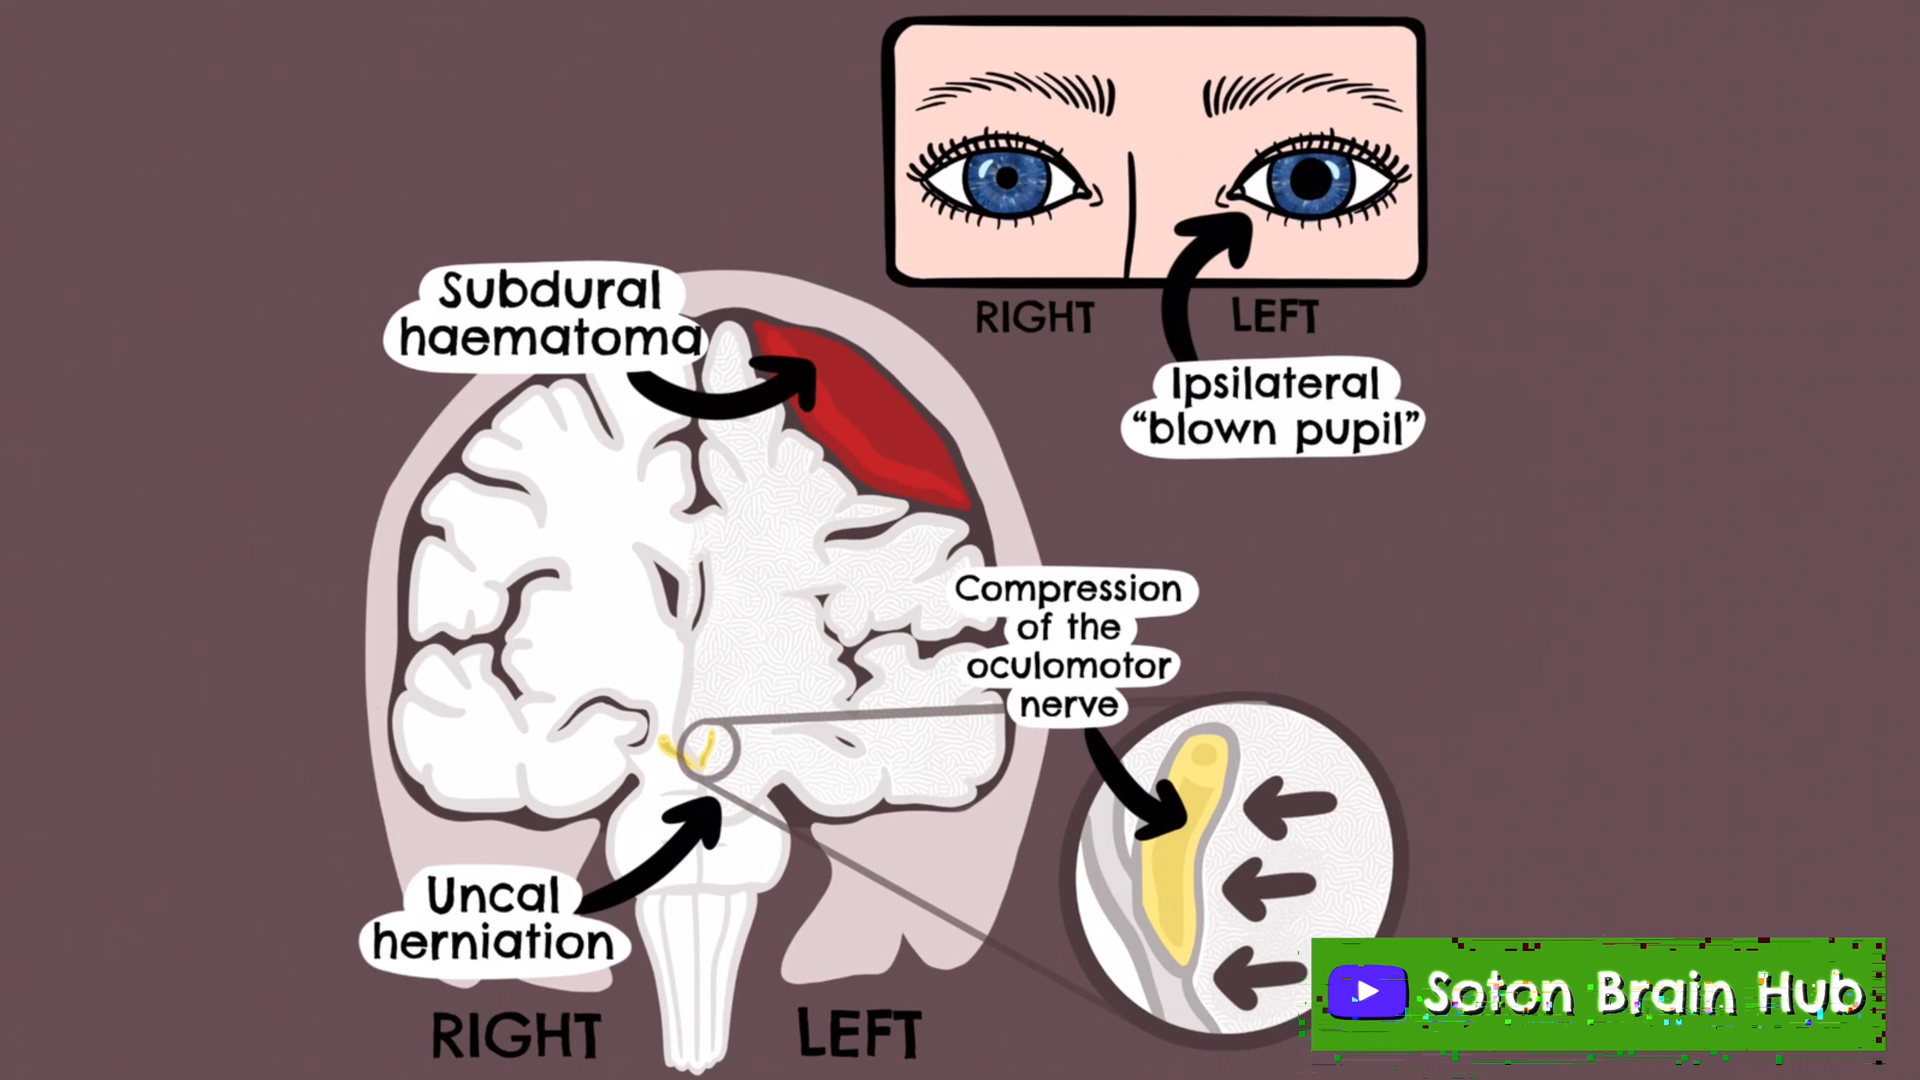 RIGHT
LEFT
Subdural
haematoma
Ipsilateral
“blown pupil”
Compression
of the
oculomotor
nerve
Uncal
herniation
RIGHT
LEFT
Soton Brain Hub